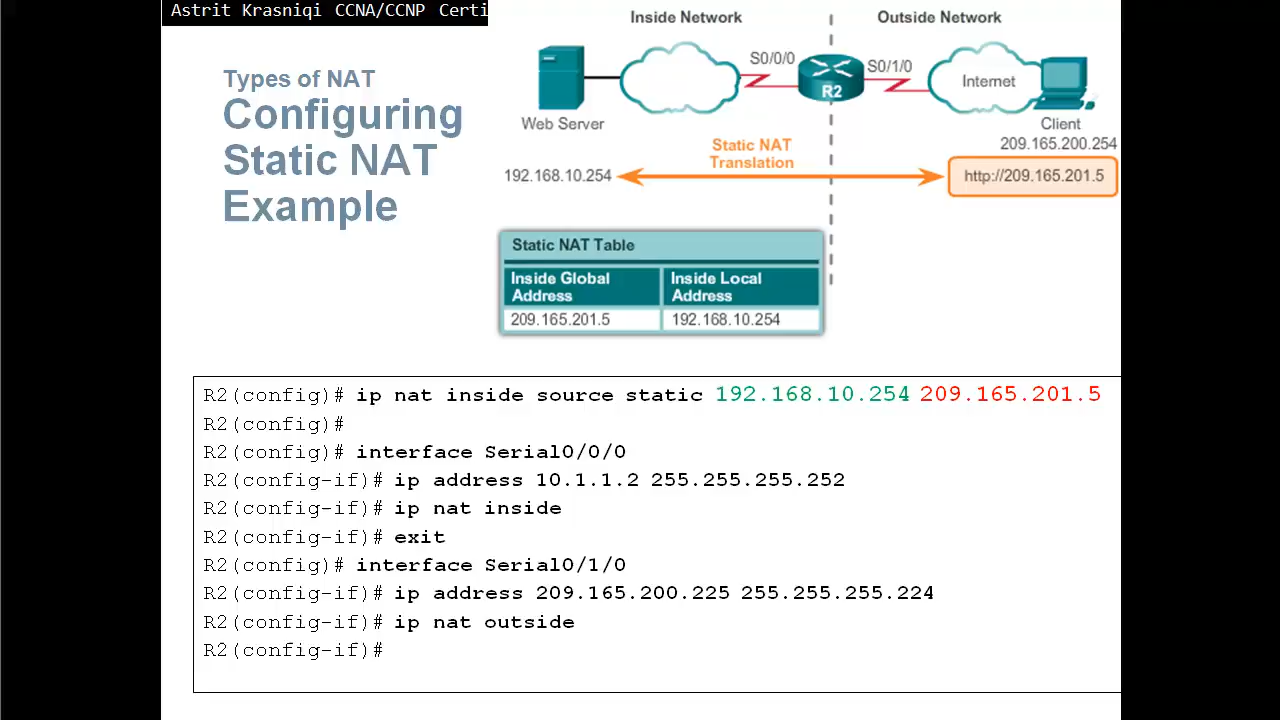 Astrit Krasniqi CCNA/CCNP Certi
Types of NAT
Configuring
Static NAT
Example
Inside Network
Outside Network
S0/0/0
S0/1/0
R2
Internet
Web Server
Client
209.165.200.254
Static NAT
Translation
192.168.10.254
http://209.165.201.5
Static NAT Table
Inside Global Address
Inside Local Address
209.165.201.5
192.168.10.254
R2(config)# ip nat inside source static 192.168.10.254 209.165.201.5
R2(config)#
R2(config)# interface Serial0/0/0
R2(config-if)# ip address 10.1.1.2 255.255.255.252
R2(config-if)# ip nat inside
R2(config-if)# exit
R2(config)# interface Serial0/1/0
R2(config-if)# ip address 209.165.200.225 255.255.255.224
R2(config-if)# ip nat outside
R2(config-if)#